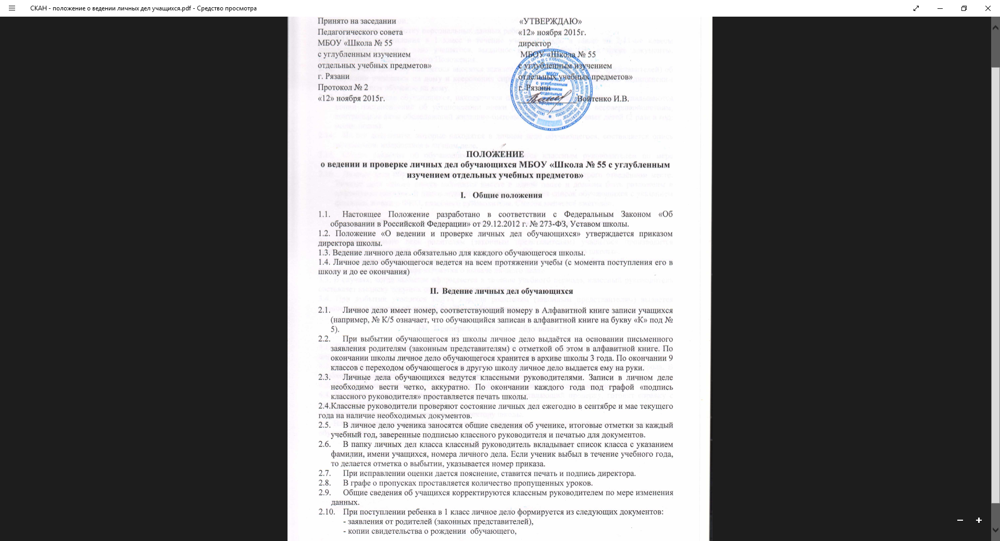 СКАН - положение о ведении личных дел учащихся.pdf - Средство просмотра
Принято на заседании
Педагогического совета
МБОУ «Школа № 55
с углубленным изучением
отдельных учебных предметов»
г. Рязани
Протокол № 2
«12» ноября 2015г.
«УТВЕРЖДАЮ»
«12» ноября 2015г.
директор
МБОУ «Школа № 55
с углубленным изучением
отдельных учебных предметов»
г. Рязани
Войтенко И.В.
МБОУ
с углубленным
изучением
отдельных
предметов»
ПОЛОЖЕНИЕ
о ведении и проверке личных дел обучающихся МБОУ «Школа № 55 с углубленным
изучением отдельных учебных предметов»
I. Общие положения
1.1. Настоящее Положение разработано в соответствии с Федеральным Законом «Об
образовании в Российской Федерации» от 29.12.2012 г. № 273-ФЗ, Уставом школы.
1.2. Положение «О ведении и проверке личных дел обучающихся» утверждается приказом
директора школы.
1.3. Ведение личного дела обязательно для каждого обучающегося школы.
1.4. Личное дело обучающегося ведется на всем протяжении учебы (с момента поступления его в
школу и до ее окончания)
II. Ведение личных дел обучающихся
2.1. Личное дело имеет номер, соответствующий номеру в Алфавитной книге записи учащихся
(например, № К/5 означает, что обучающийся записан в алфавитной книге на букву «К» под №
5).
2.2. При выбытии обучающегося из школы личное дело выдаётся на основании письменного
заявления родителям (законным представителям) с отметкой об этом в алфавитной книге. По
окончании школы личное дело обучающегося хранится в архиве школы 3 года. По окончании 9
классов с переходом обучающегося в другую школу личное дело выдается ему на руки.
2.3. Личные дела обучающихся ведутся классными руководителями. Записи в личном деле
необходимо вести четко, аккуратно. По окончании каждого года под графой «подпись
классного руководителя» проставляется печать школы.
2.4.Классные руководители проверяют состояние личных дел ежегодно в сентябре и мае текущего
года на наличие необходимых документов.
2.5. В личное дело ученика заносятся общие сведения об ученике, итоговые отметки за каждый
учебный год, заверенные подписью классного руководителя и печатью для документов.
2.6. В папку личных дел класса классный руководитель вкладывает список класса с указанием
фамилии, имени учащихся, номера личного дела. Если ученик выбыл в течение учебного года,
то делается отметка о выбытии, указывается номер приказа.
2.7. При исправлении оценки дается пояснение, ставится печать и подпись директора.
2.8. В графе о пропусках проставляется количество пропущенных уроков.
2.9. Общие сведения об учащихся корректируются классным руководителем по мере изменения
данных.
2.10. При поступлении ребенка в 1 класс личное дело формируется из следующих документов:
- заявления от родителей (законных представителей),
- копии свидетельства о рождении обучающего,